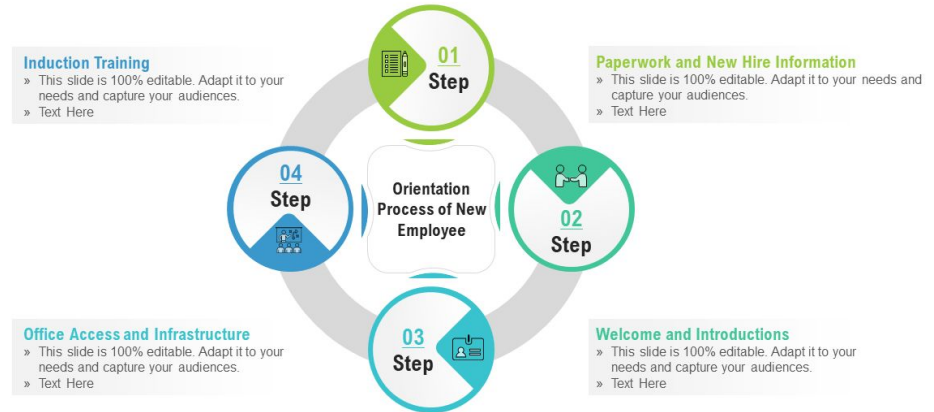 Induction Training
» This slide is 100% editable. Adapt it to your
needs and capture your audiences.
» Text Here
01
Step
Paperwork and New Hire Information
» This slide is 100% editable. Adapt it to your needs and
capture your audiences.
» Text Here
04
Step
Orientation
Process of New
Employee
02
Step
Office Access and Infrastructure
» This slide is 100% editable. Adapt it to your
needs and capture your audiences.
» Text Here
03
Step
Welcome and Introductions
» This slide is 100% editable. Adapt it to your
needs and capture your audiences.
» Text Here